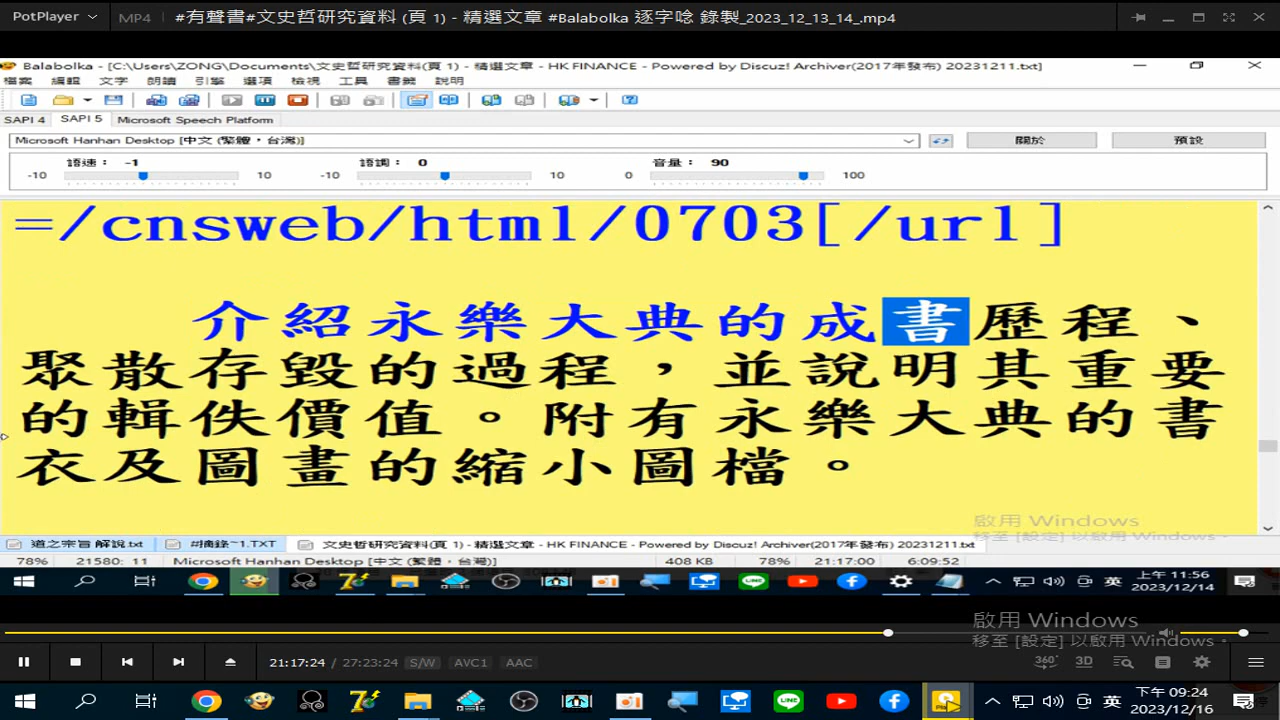 PotPlayer MP4 #有聲書#文史哲研究資料 (頁 1) - 精選文章 #Balabolka 逐字唸 錄製_2023_12_13_14_.mp4
Balabolka - [C:\Users\ZONG\Documents\文史哲研究資料(頁 1) - 精選文章 - HK FINANCE - Powered by Discuz! Archiver(2017年發布) 20231211.txt]
檔案 編輯 文字 朗讀 引擎 選項 檢視 工具 書籤 說明
SAPI 4 SAPI 5 Microsoft Speech Platform
Microsoft Hanhan Desktop [中文 (繁體，台灣)] 關於 預設
語速： -1 語調： 0 音量： 90
-10 10 -10 10 0 100
=/cnsweb/html/0703[/url]
介紹永樂大典的成書歷程、
聚散存毀的過程，並說明其重要
的輯佚價值。附有永樂大典的書
衣及圖畫的縮小圖檔。
啟用 Windows
移至 [設定] 以啟用 Windows。
道之宗旨 解說.txt #摘錄~1.TXT 文史哲研究資料(頁 1) - 精選文章 - HK FINANCE - Powered by Discuz! Archiver(2017年發布) 20231211.txt
78% 21580: 11 Microsoft Hanhan Desktop [中文 (繁體，台灣)] 408 KB 78% 21:17:00 6:09:52
英 上午 11:56
2023/12/14
啟用 Windows
移至 [設定] 以啟用 Windows。
21:17:24 / 27:23:24 S/W AVC1 AAC 360° 3D
英 下午 09:24
2023/12/16